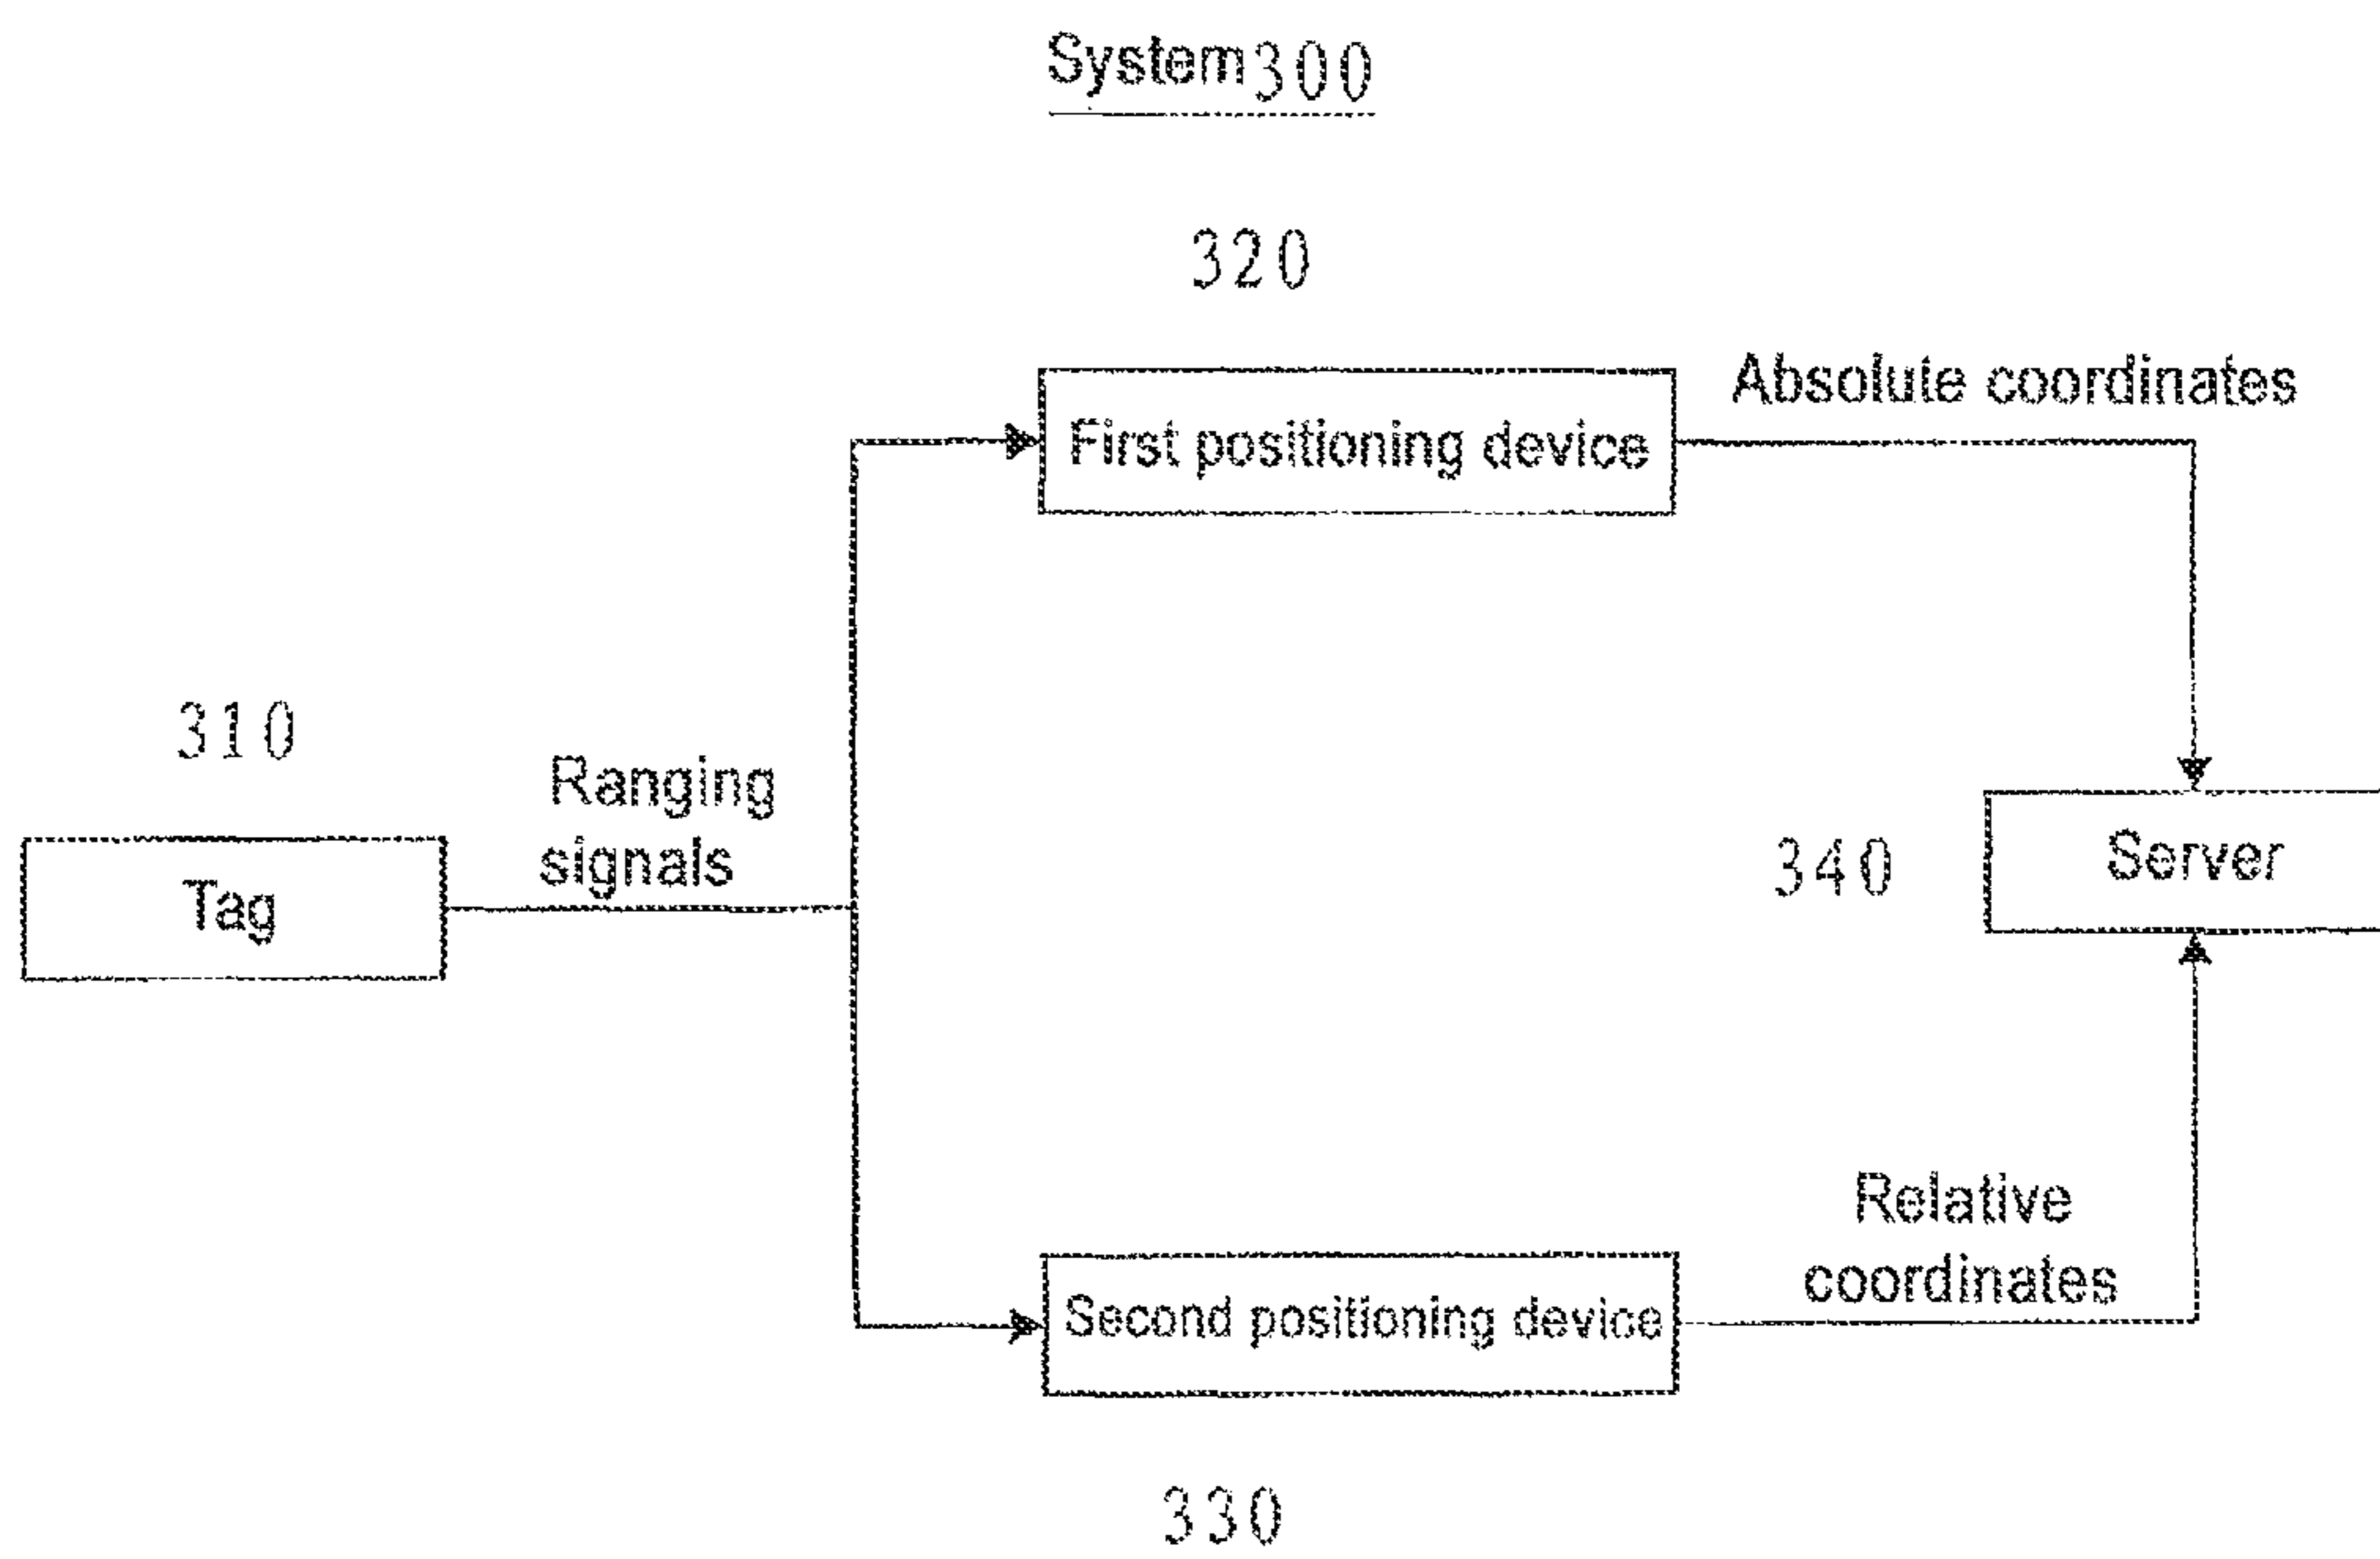 System300
320
Absolute coordinates
First positioning device
310
Ranging
signals
Tag
340
Server
Relative
coordinates
Second positioning device
330